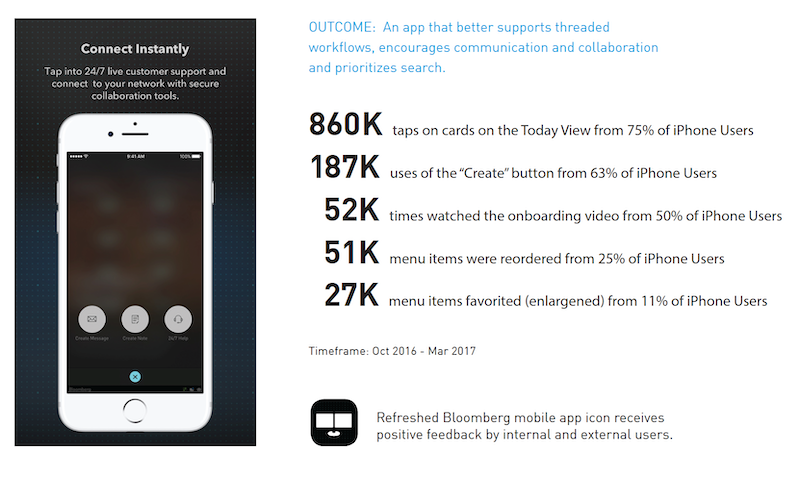 Connect Instantly
Tap into 24/7 live customer support and
connect to your network with secure
collaboration tools.
9:41 AM
100%
Create Message
Create Note
24/7 Help
Bloomberg
OUTCOME: An app that better supports threaded
workflows, encourages communication and collaboration
and prioritizes search.
860K taps on cards on the Today View from 75% of iPhone Users
187K uses of the “Create” button from 63% of iPhone Users
52K times watched the onboarding video from 50% of iPhone Users
51K menu items were reordered from 25% of iPhone Users
27K menu items favorited (enlargened) from 11% of iPhone Users
Timeframe: Oct 2016 - Mar 2017
Refreshed Bloomberg mobile app icon receives
positive feedback by internal and external users.